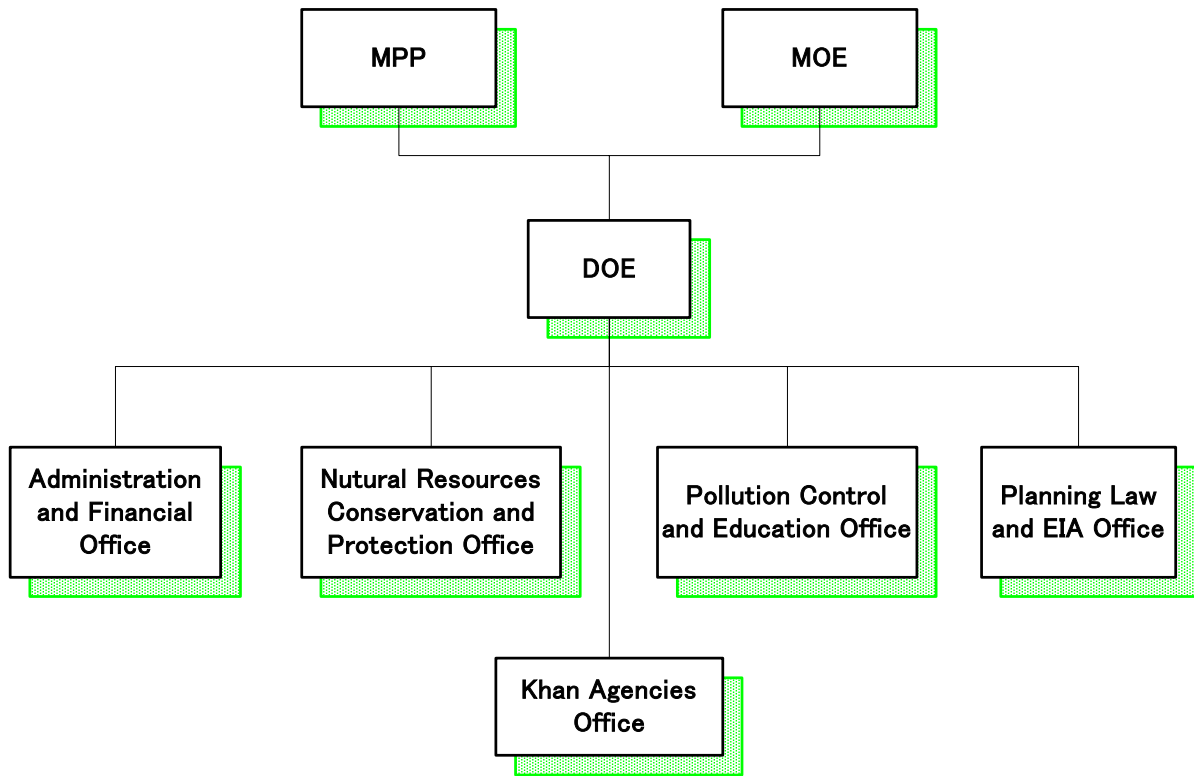 MPP
MOE
DOE
Administration
and Financial
Office
Nutural Resources
Conservation and
Protection Office
Pollution Control
and Education Office
Planning Law
and EIA Office
Khan Agencies
Office